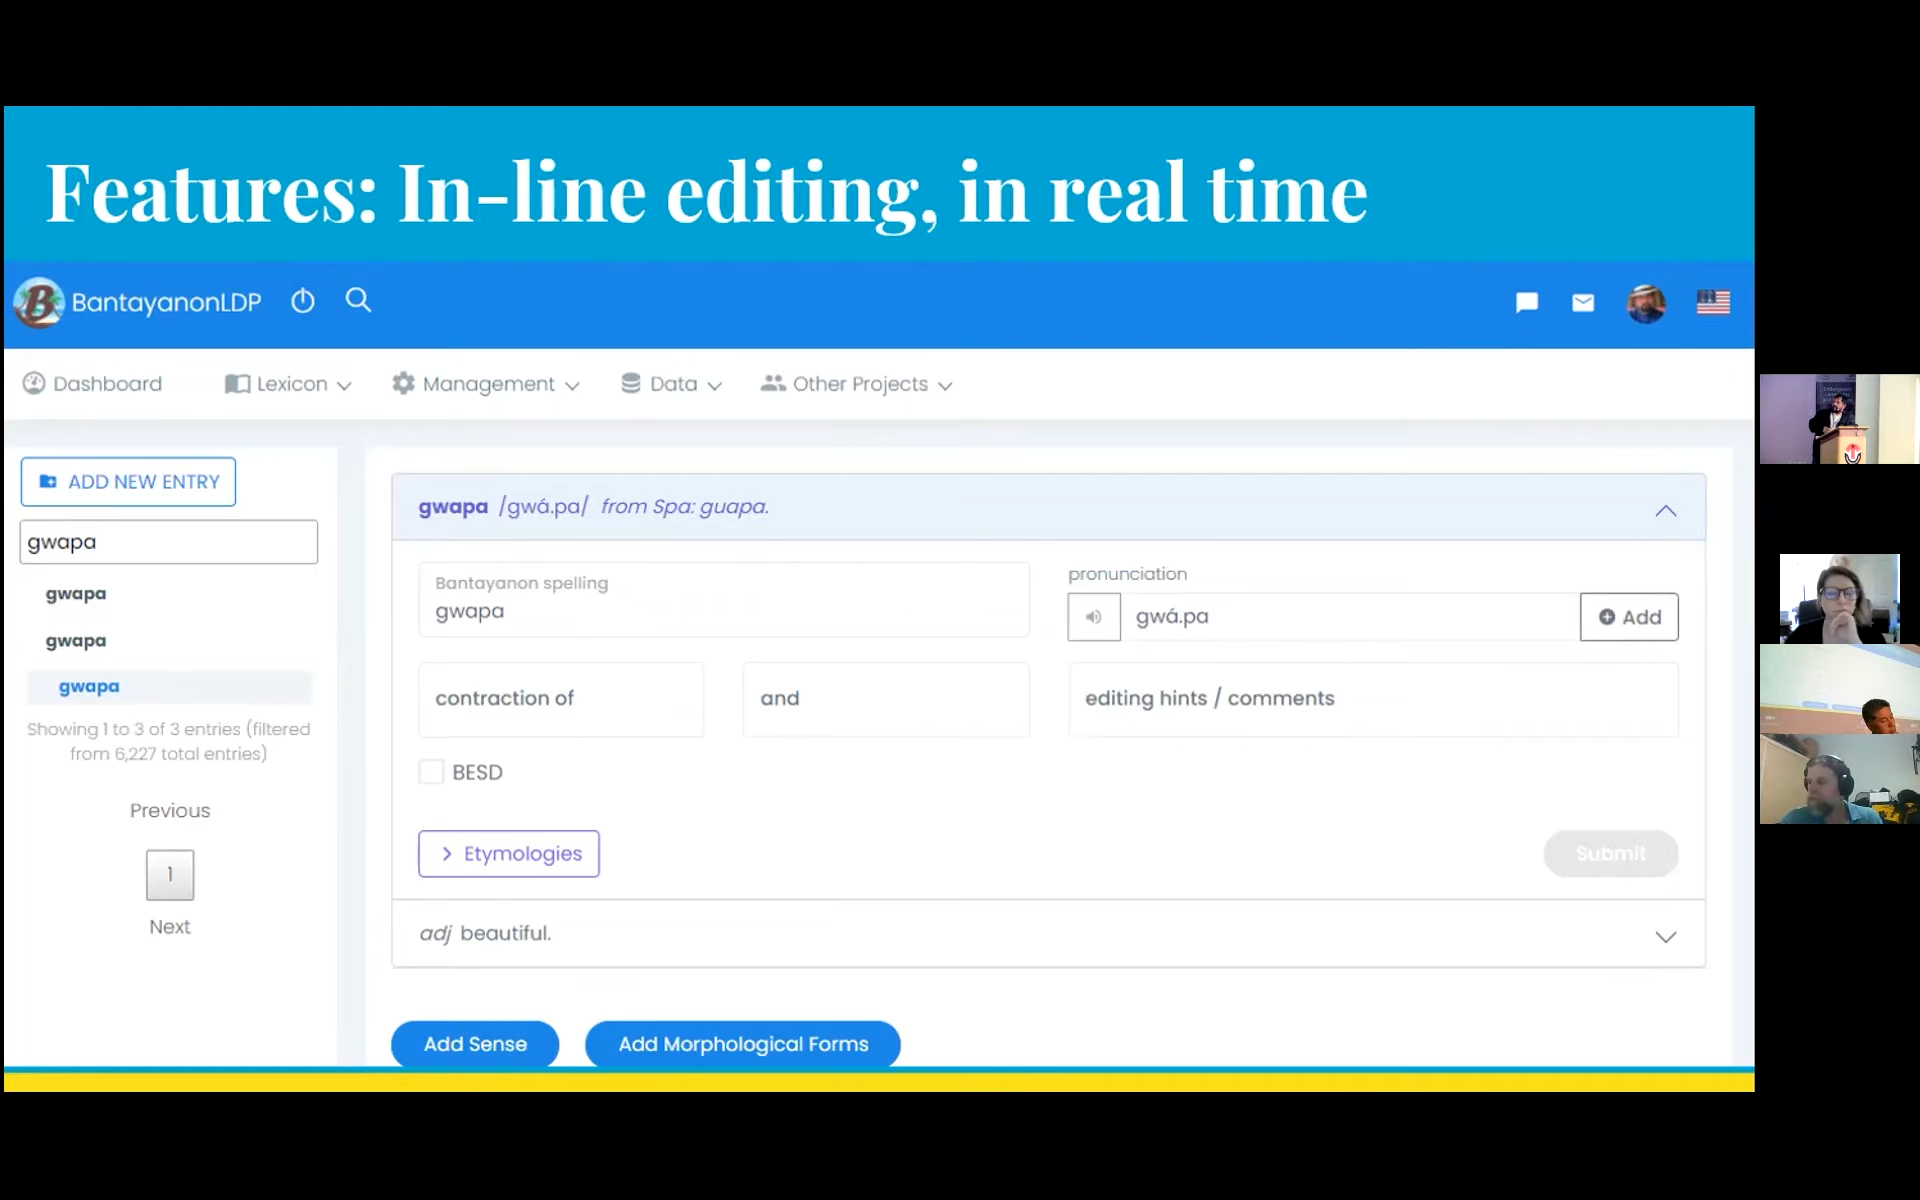 Features: In-line editing, in real time
BantayanonLDP
Dashboard Lexicon Management Data Other Projects
ADD NEW ENTRY
gwapa
gwapa
gwapa
gwapa
Showing 1 to 3 of 3 entries (filtered
from 6,227 total entries)
Previous
1
Next
gwapa /gwá.pa/ from Spa: guapa.
Bantayanon spelling
gwapa
pronunciation
gwá.pa
Add
contraction of
and
editing hints / comments
BESD
Etymologies
Submit
adj beautiful.
Add Sense
Add Morphological Forms